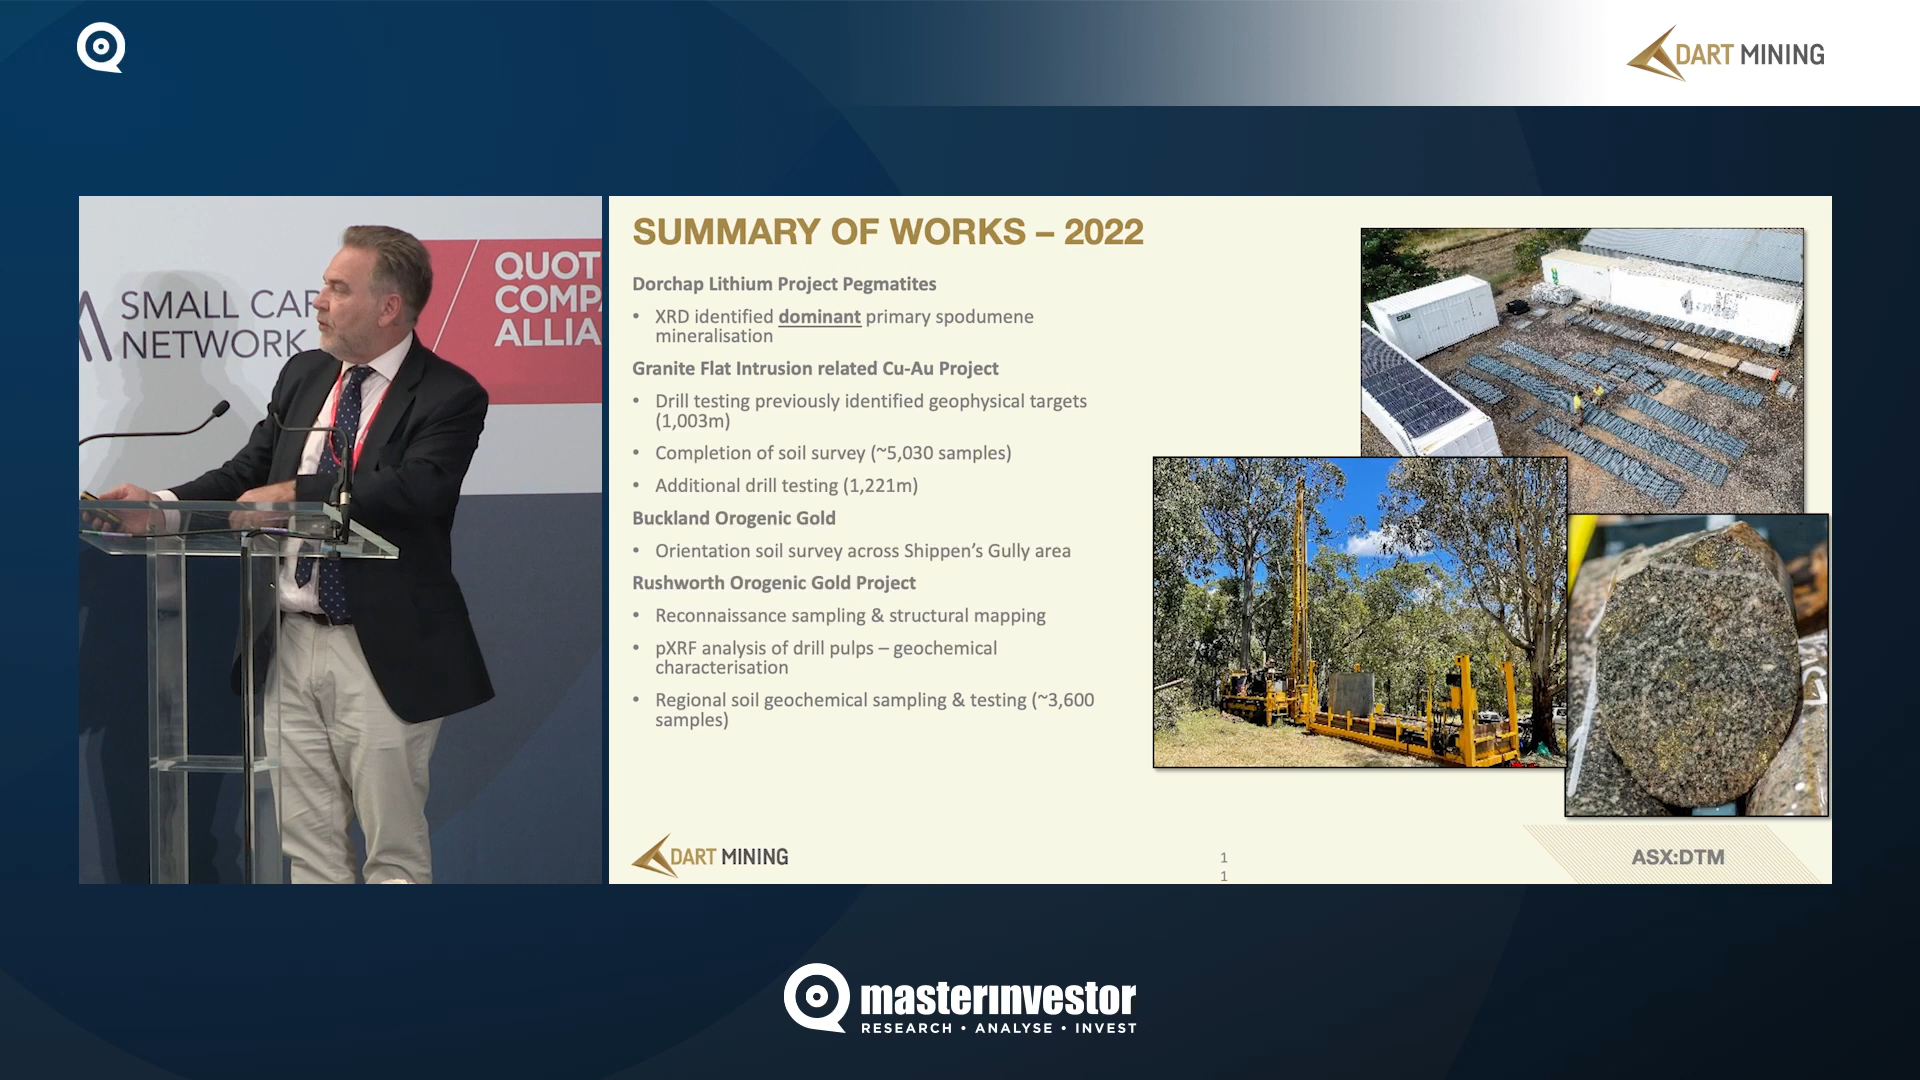 DART MINING
SMALL CAP
NETWORK
QUOT
COMPA
ALLIA
SUMMARY OF WORKS – 2022
Dorchap Lithium Project Pegmatites
• XRD identified dominant primary spodumene
mineralisation
Granite Flat Intrusion related Cu-Au Project
• Drill testing previously identified geophysical targets
(1,003m)
• Completion of soil survey (~5,030 samples)
• Additional drill testing (1,221m)
Buckland Orogenic Gold
• Orientation soil survey across Shippen’s Gully area
Rushworth Orogenic Gold Project
• Reconnaissance sampling & structural mapping
• pXRF analysis of drill pulps – geochemical
characterisation
• Regional soil geochemical sampling & testing (~3,600
samples)
DART MINING
1
1
ASX:DTM
masterinvestor
RESEARCH • ANALYSE • INVEST